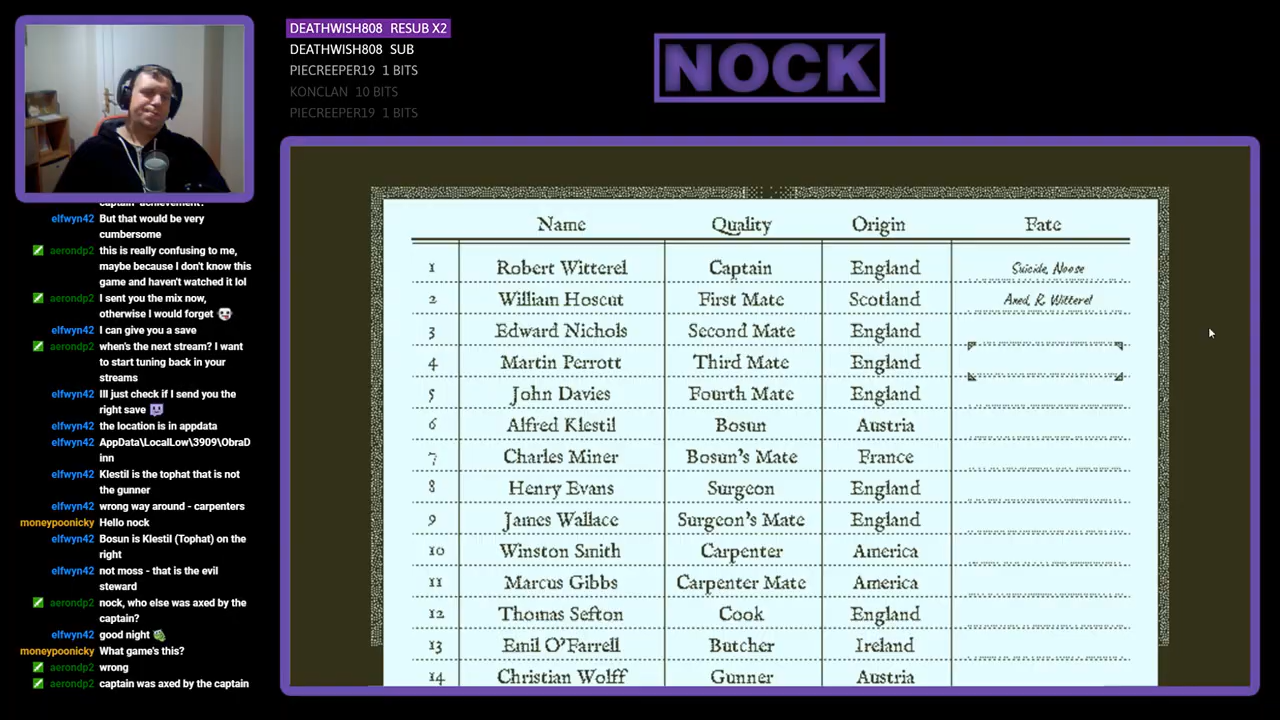 DEATHWISH808 RESUB X2
DEATHWISH808 SUB
PIECREEPER19 1 BITS
KONCLAN 10 BITS
PIECREEPER19 1 BITS
NOCK
elfwyn42 But that would be very
cumbersome
aerondp2 this is really confusing to me,
maybe because I don't know this
game and haven't watched it lol
aerondp2 I sent you the mix now,
otherwise I would forget
elfwyn42 I can give you a save
aerondp2 when's the next stream? I want
to start tuning back in your
streams
elfwyn42 Ill just check if I send you the
right save
elfwyn42 the location is in appdata
elfwyn42 AppData\LocalLow\3909\ObraD
inn
elfwyn42 Klestil is the tophat that is not
the gunner
elfwyn42 wrong way around - carpenters
moneypoonicky Hello nock
elfwyn42 Bosun is Klestil (Tophat) on the
right
elfwyn42 not moss - that is the evil
steward
aerondp2 nock, who else was axed by the
captain?
elfwyn42 good night
moneypoonicky What game's this?
aerondp2 wrong
aerondp2 captain was axed by the captain
Name Quality Origin Fate
1 Robert Witterel Captain England Suicide, Noose
2 William Hoscut First Mate Scotland Axed, R. Witterel
3 Edward Nichols Second Mate England
4 Martin Perrott Third Mate England
5 John Davies Fourth Mate England
6 Alfred Klestil Bosun Austria
7 Charles Miner Bosun's Mate France
8 Henry Evans Surgeon England
9 James Wallace Surgeon's Mate England
10 Winston Smith Carpenter America
11 Marcus Gibbs Carpenter Mate America
12 Thomas Sefton Cook England
13 Emil O'Farrell Butcher Ireland
14 Christian Wolff Gunner Austria